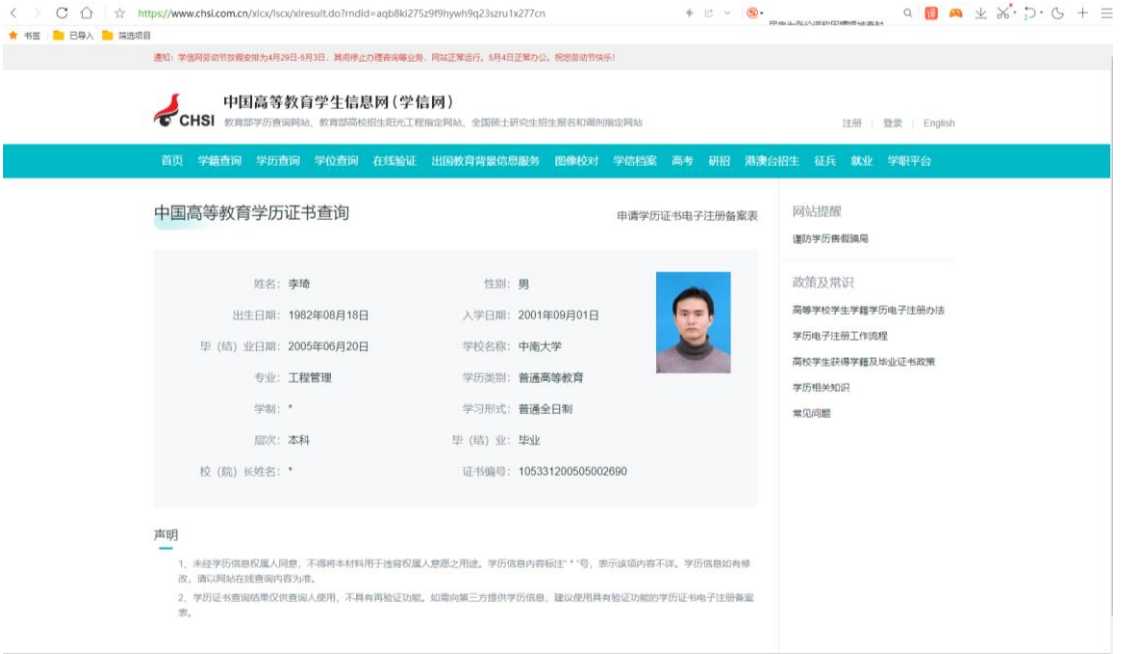 https://www.chsi.com.cn/xlcx/lscx/xlresult.do?rndid=aqb8kl275z9f9hywh9q23szru1x277cn
书签 已导入 筛选项目
通知：学信网劳动节放假安排为4月29日-5月3日，其间停止办理咨询等业务，网站正常运行。5月4日正常办公。祝您劳动节快乐！
中国高等教育学生信息网（学信网）
CHSI 教育部学历查询网站、教育部高校招生阳光工程指定网站、全国硕士研究生招生报名和调剂指定网站
注册 | 登录 | English
首页 学籍查询 学历查询 学位查询 在线验证 出国教育背景信息服务 图像校对 学信档案 高考 研招 港澳台招生 征兵 就业 学职平台
中国高等教育学历证书查询 申请学历证书电子注册备案表
姓名：李琦 性别：男
出生日期：1982年08月18日 入学日期：2001年09月01日
毕（结）业日期：2005年06月20日 学校名称：中南大学
专业：工程管理 学历类别：普通高等教育
学制：* 学习形式：普通全日制
层次：本科 毕（结）业：毕业
校（院）长姓名：* 证书编号：105331200505002690
声明
1、未经学历信息权属人同意，不得将本材料用于违背权属人意愿之用途。学历信息内容标注“*”号，表示该项内容不详。学历信息如有修
改，请以网站在线查询内容为准。
2、学历证书查询结果仅供查询人使用，不具有再验证功能。如需向第三方提供学历信息，建议使用具有验证功能的学历证书电子注册备案
表。
网站提醒
谨防学历售假骗局
政策及常识
高等学校学生学籍学历电子注册办法
学历电子注册工作流程
高校学生获得学籍及毕业证书政策
学历相关知识
常见问题